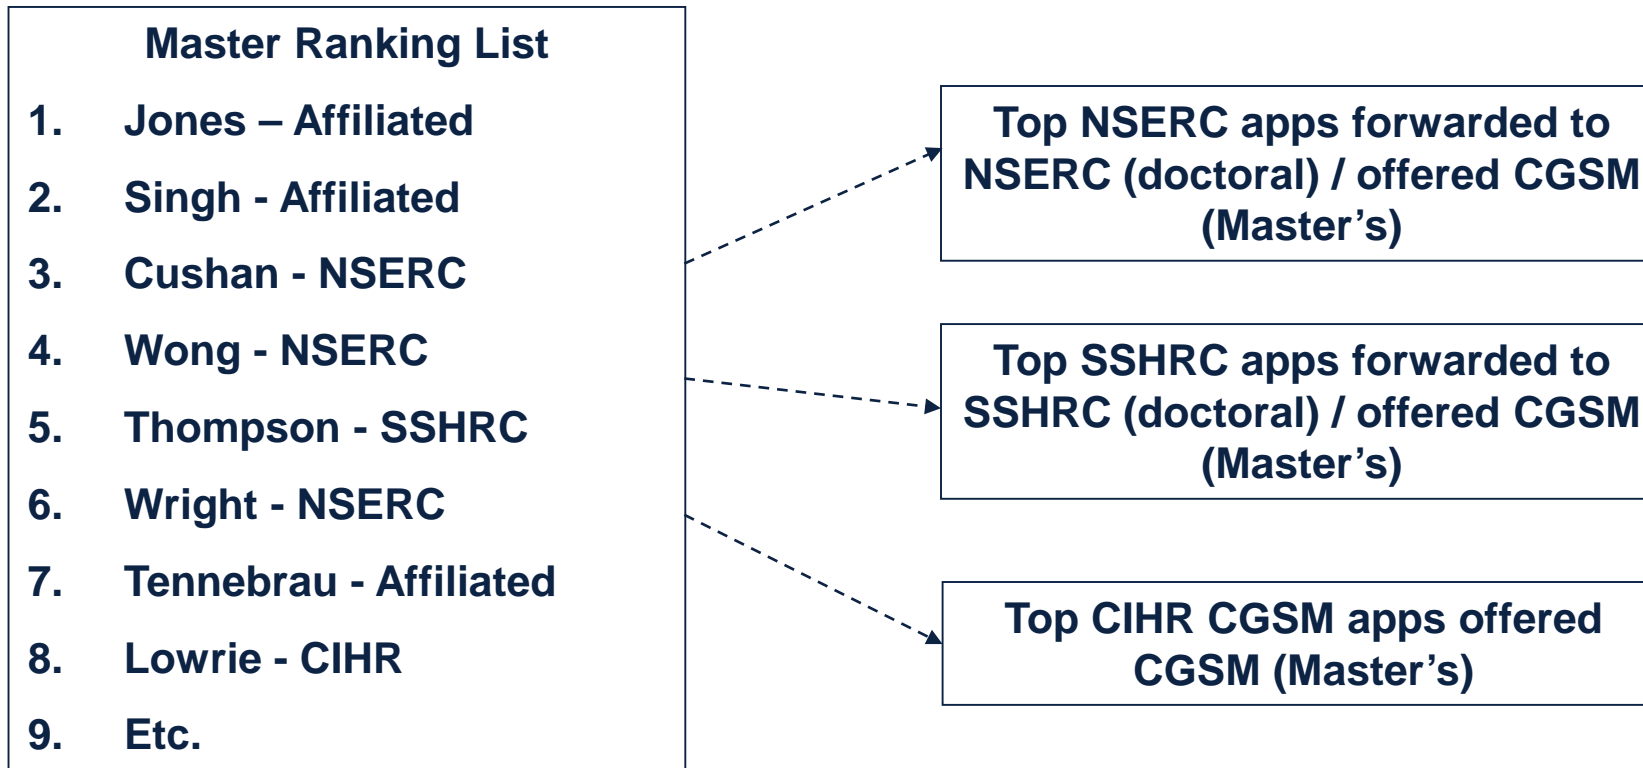 Master Ranking List
1. Jones – Affiliated
2. Singh - Affiliated
3. Cushan - NSERC
4. Wong - NSERC
5. Thompson - SSHRC
6. Wright - NSERC
7. Tennebrau - Affiliated
8. Lowrie - CIHR
9. Etc.
Top NSERC apps forwarded to
NSERC (doctoral) / offered CGSM
(Master’s)
Top SSHRC apps forwarded to
SSHRC (doctoral) / offered CGSM
(Master’s)
Top CIHR CGSM apps offered
CGSM (Master’s)